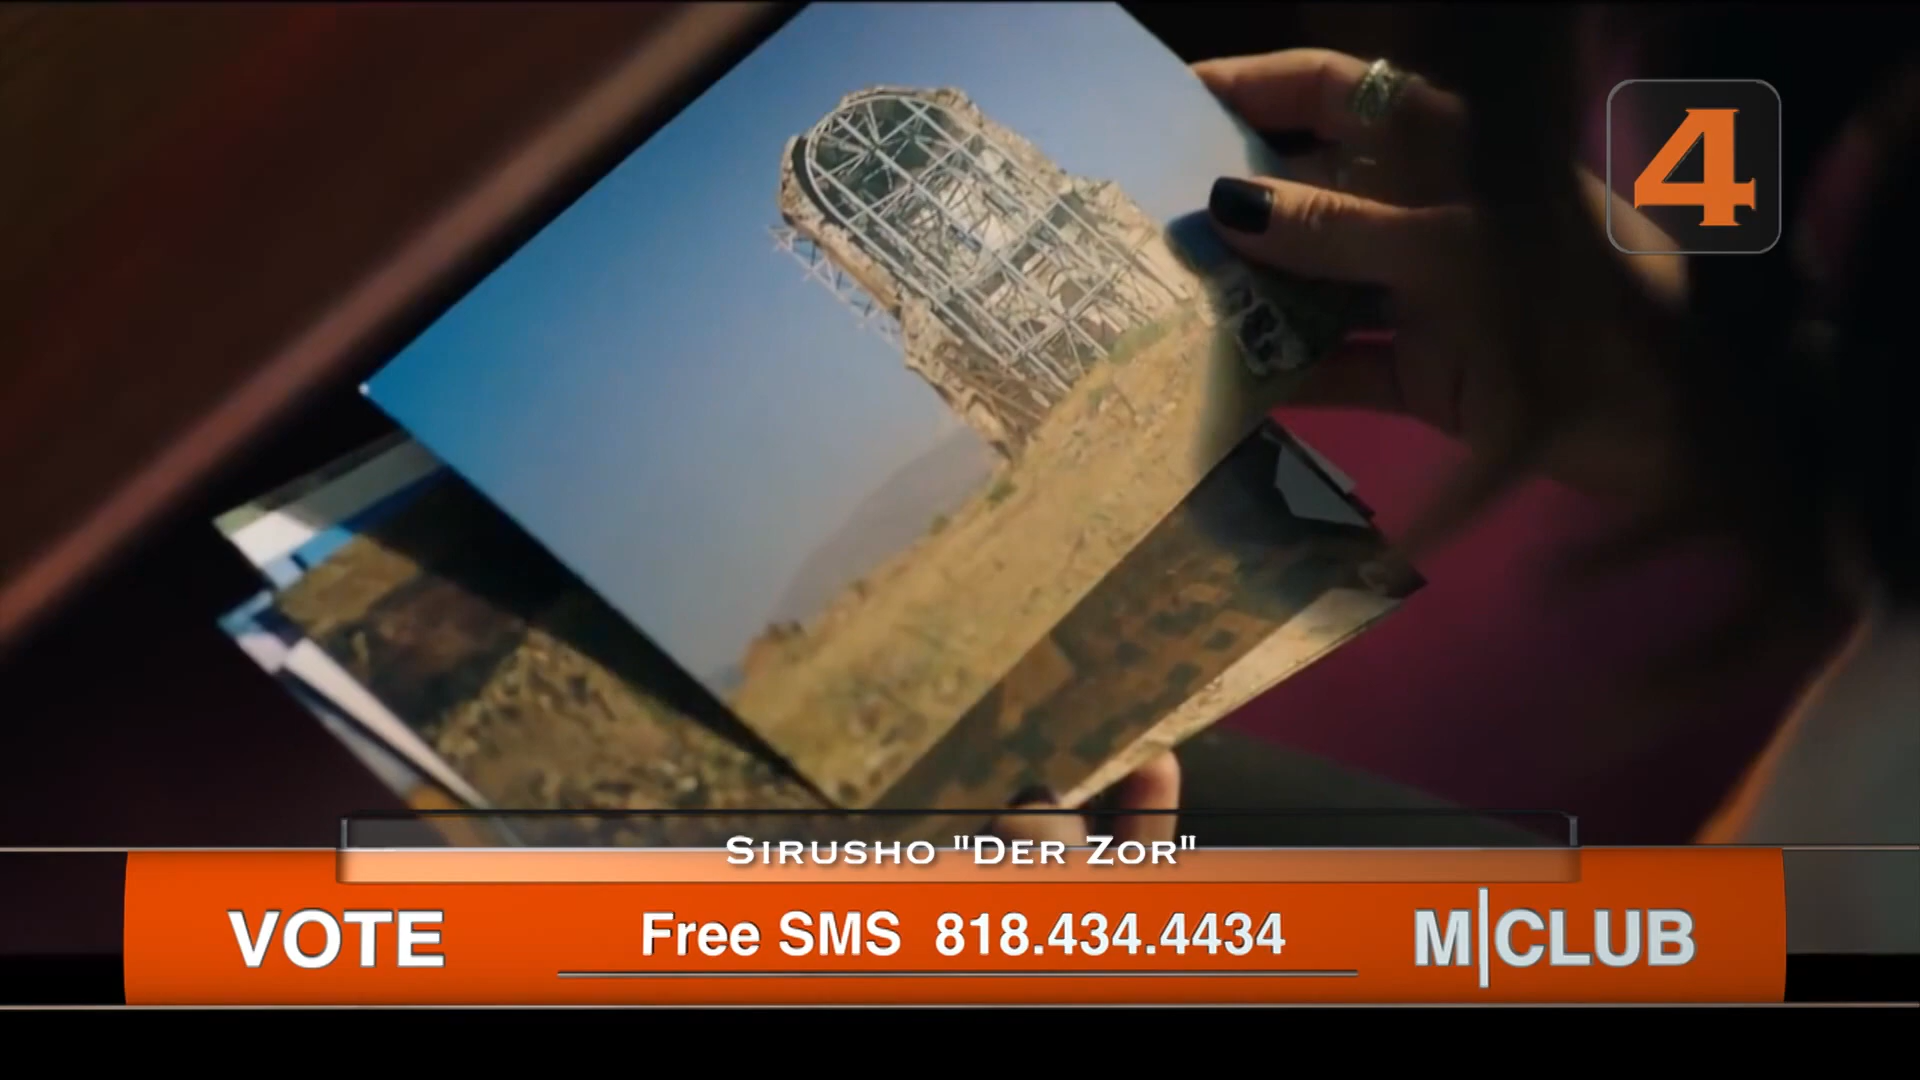 4
Sirusho "Der Zor"
VOTE
Free SMS 818.434.4434
M|CLUB